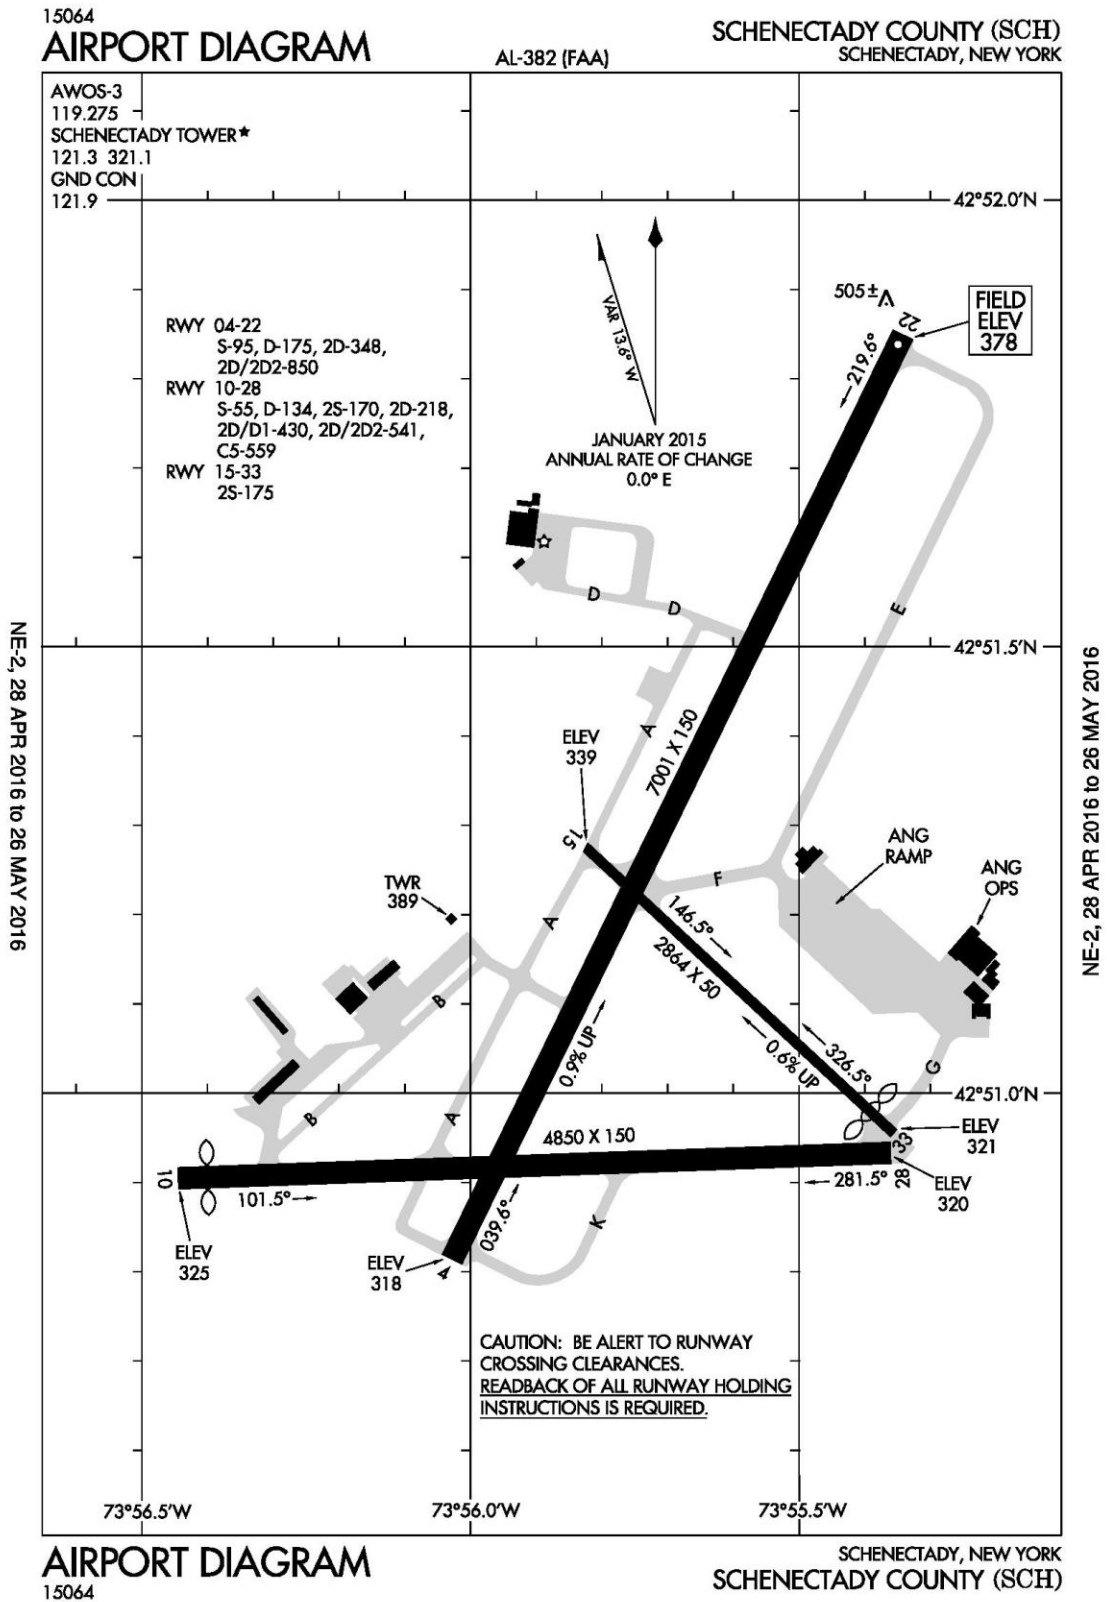 15064
AIRPORT DIAGRAM
AL-382 (FAA)
SCHENECTADY COUNTY (SCH)
SCHENECTADY, NEW YORK
AWOS-3
119.275
SCHENECTADY TOWER★
121.3 321.1
GND CON
121.9
42°52.0'N
505±
FIELD
ELEV
378
22
219.6°
VAR 13.6° W
JANUARY 2015
ANNUAL RATE OF CHANGE
0.0° E
RWY 04-22
S-95, D-175, 2D-348,
2D/2D2-850
RWY 10-28
S-55, D-134, 2S-170, 2D-218,
2D/D1-430, 2D/2D2-541,
C5-559
RWY 15-33
2S-175
D
D
E
42°51.5'N
A
7001 X 150
ELEV
339
15
ANG
RAMP
ANG
OPS
F
TWR
389
A
146.5°
2864 X 50
B
0.9% UP
0.6% UP
326.5°
G
42°51.0'N
B
A
4850 X 150
ELEV
321
33
10
101.5°
281.5°
28
ELEV
320
039.6°
K
ELEV
325
ELEV
318
4
CAUTION: BE ALERT TO RUNWAY
CROSSING CLEARANCES.
READBACK OF ALL RUNWAY HOLDING
INSTRUCTIONS IS REQUIRED.
73°56.5'W
73°56.0'W
73°55.5'W
NE-2, 28 APR 2016 to 26 MAY 2016
NE-2, 28 APR 2016 to 26 MAY 2016
AIRPORT DIAGRAM
15064
SCHENECTADY, NEW YORK
SCHENECTADY COUNTY (SCH)